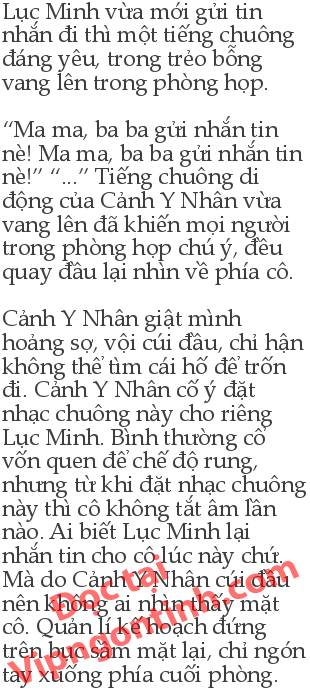 Lục Minh vừa mới gửi tin
nhắn đi thì một tiếng chuông
đáng yêu, trong trẻo bỗng
vang lên trong phòng họp.

“Ma ma, ba ba gửi nhắn tin
nè! Ma ma, ba ba gửi nhắn tin
nè!” “...” Tiếng chuông di
động của Cảnh Y Nhân vừa
vang lên đã khiến mọi người
trong phòng họp chú ý, đều
quay đầu lại nhìn về phía cô.

Cảnh Y Nhân giật mình
hoảng sợ, vội cúi đầu, chỉ hận
không thể tìm cái hố để trốn
đi. Cảnh Y Nhân cố ý đặt
nhạc chuông này cho riêng
Lục Minh. Bình thường cô
vốn quen để chế độ rung,
nhưng từ khi đặt nhạc chuông
này thì cô không tắt âm lần
nào. Ai biết Lục Minh lại
nhắn tin cho cô lúc này chứ.
Mà do Cảnh Y Nhân cúi đầu
nên không ai nhìn thấy mặt
cô. Quản lí kế hoạch đứng
trên bục sầm mặt lại, chỉ ngón
tay xuống phía cuối phòng.
Đọc tại
Vipngontinh.com